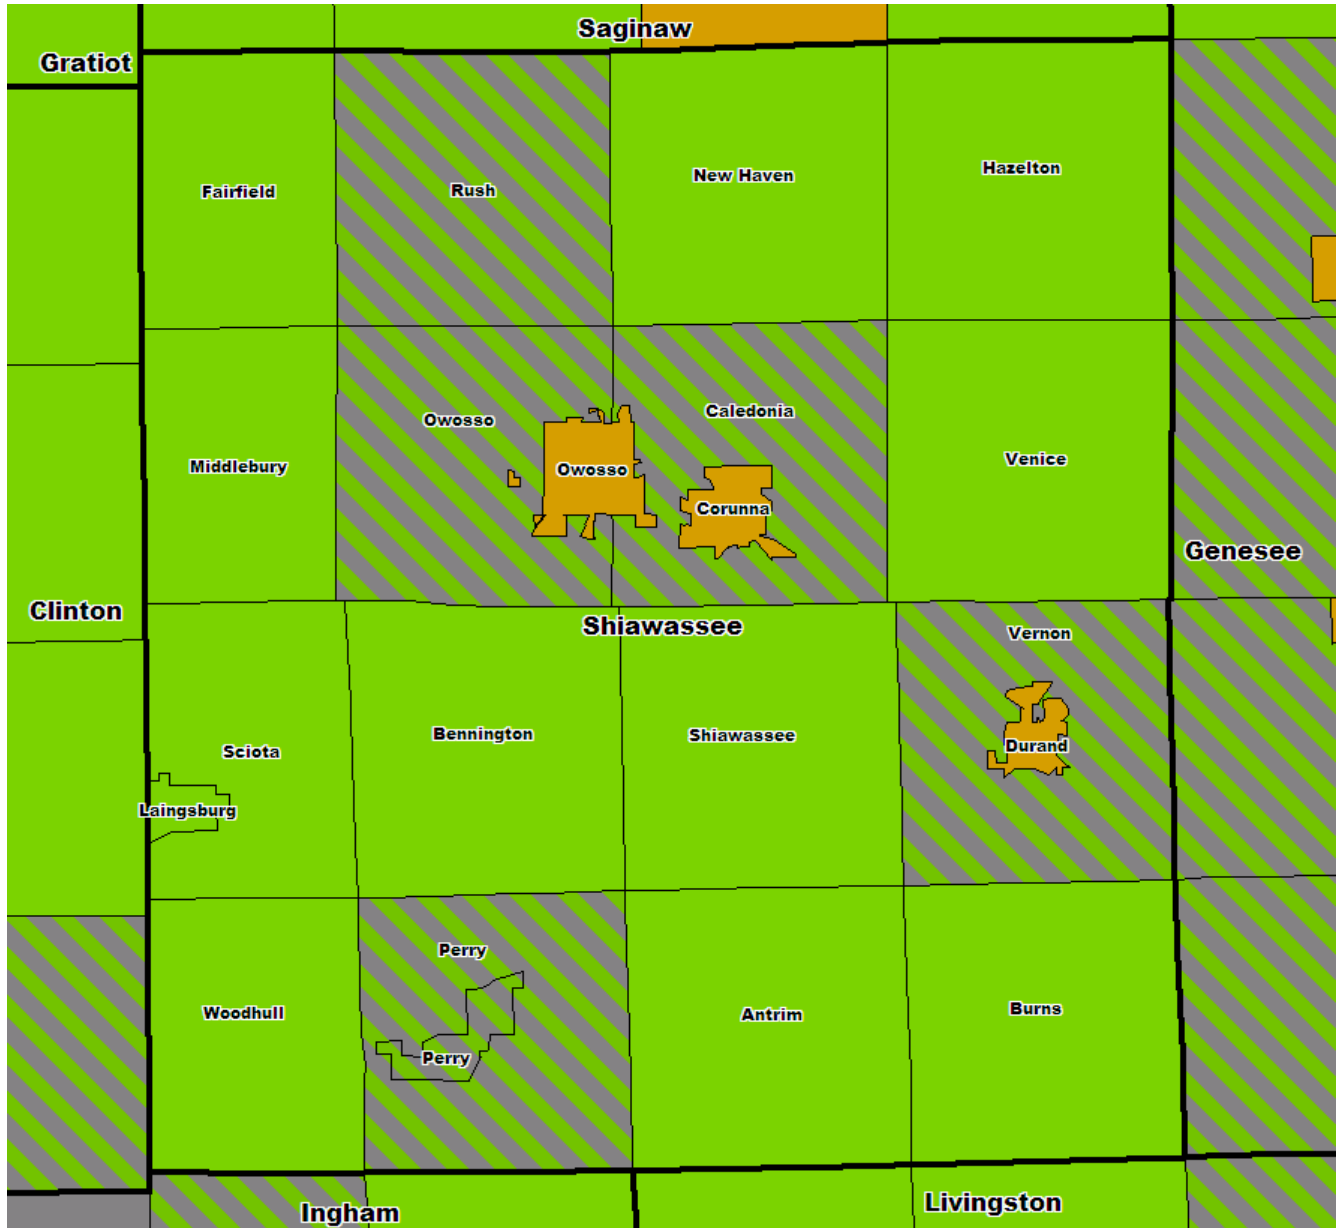 Saginaw
Gratiot
Hazelton
New Haven
Rush
Fairfield
Caledonia
Owosso
Venice
Middlebury
Owosso
Corunna
Genesee
Clinton
Shiawassee
Vernon
Bennington
Shiawassee
Durand
Sciota
Laingsburg
Perry
Burns
Woodhull
Antrim
Perry
Livingston
Ingham